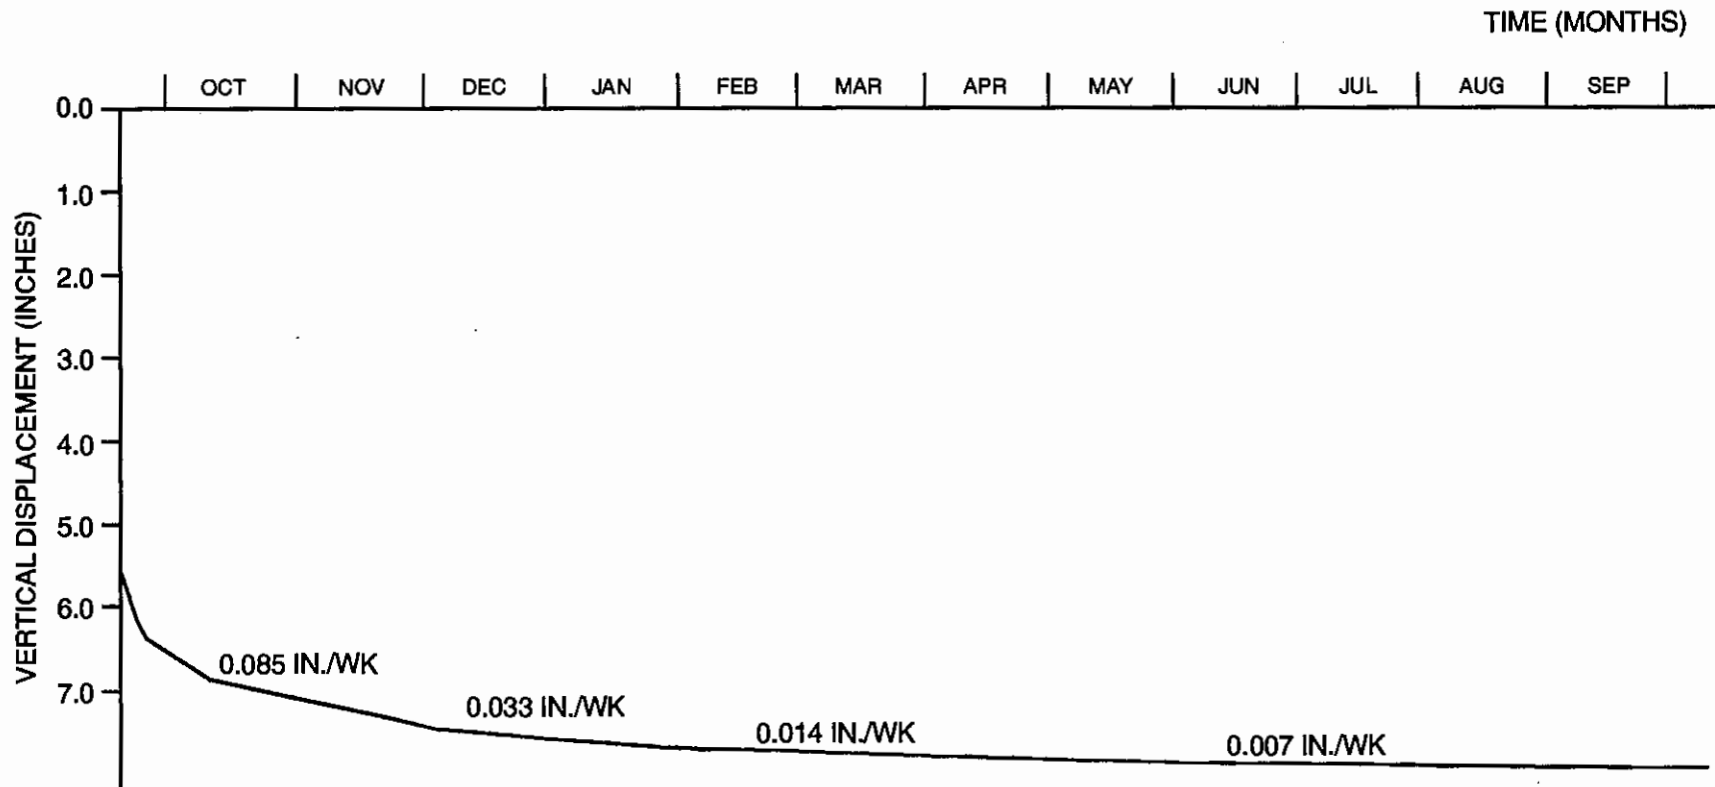 TIME (MONTHS)
OCT NOV DEC JAN FEB MAR APR MAY JUN JUL AUG SEP
0.0
1.0
2.0
3.0
4.0
5.0
6.0
7.0
VERTICAL DISPLACEMENT (INCHES)
0.085 IN./WK
0.033 IN./WK
0.014 IN./WK
0.007 IN./WK